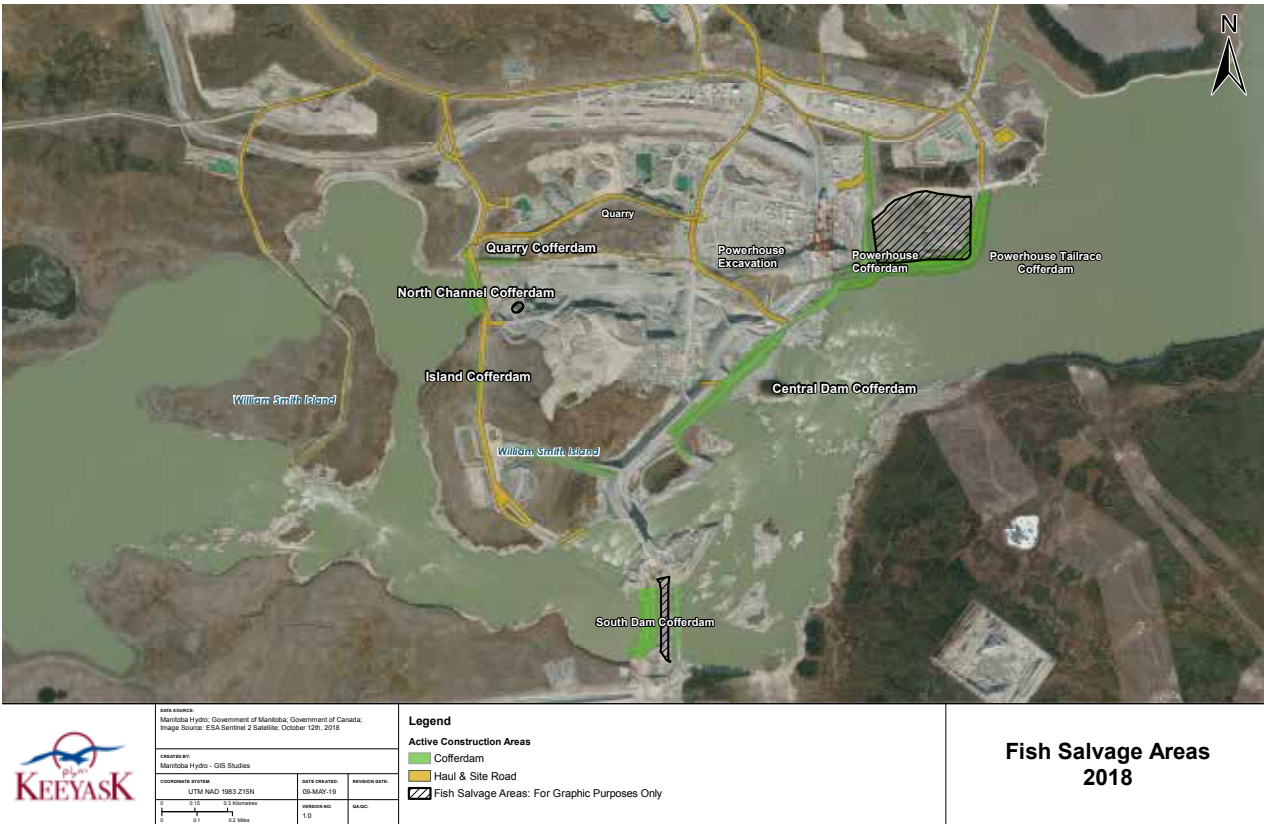 N
Quarry
Quarry Cofferdam
Powerhouse
Excavation
Powerhouse
Cofferdam
Powerhouse Tailrace
Cofferdam
North Channel Cofferdam
Island Cofferdam
Central Dam Cofferdam
William Smith Island
William Smith Island
South Dam Cofferdam
KEEYASK
DATA SOURCE:
Manitoba Hydro; Government of Manitoba; Government of Canada;
Image Source: ESA Sentinel 2 Satellite; October 12th, 2018
CREATED BY:
Manitoba Hydro - GIS Studies
COORDINATE SYSTEM:
UTM NAD 1983 Z15N
DATE CREATED:
09-MAY-19
REVISION DATE:
0 0.15 0.3 Kilometres
0 0.1 0.2 Miles
VERSION NO:
1.0
QA/QC:
Legend
Active Construction Areas
Cofferdam
Haul & Site Road
Fish Salvage Areas: For Graphic Purposes Only
Fish Salvage Areas
2018